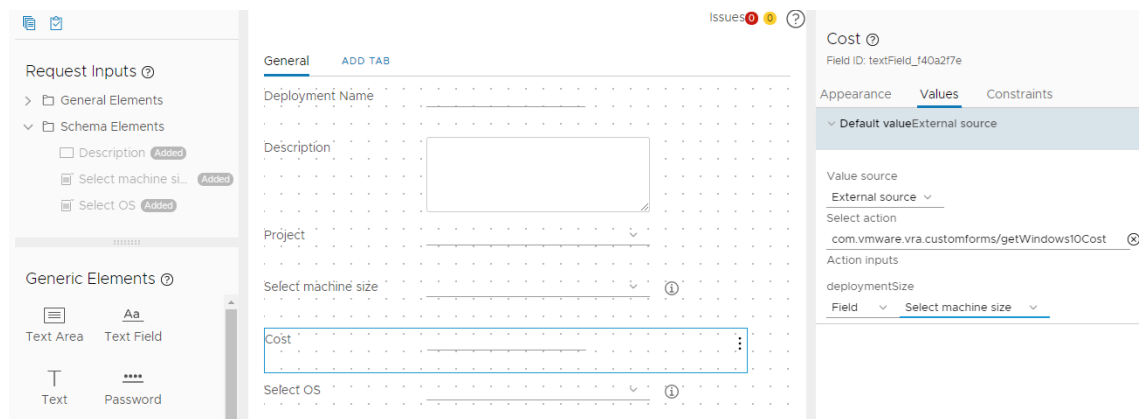 Issues 0 0
Request Inputs
General Elements
Schema Elements
Description Added
Select machine si... Added
Select OS Added
Generic Elements
Aa
Text Area Text Field
T
Text Password
General ADD TAB
Deployment Name
Description
Project
Select machine size
Cost
Select OS
Cost
Field ID: textField_f40a2f7e
Appearance Values Constraints
Default valueExternal source
Value source
External source
Select action
com.vmware.vra.customforms/getWindows10Cost
Action inputs
deploymentSize
Field Select machine size